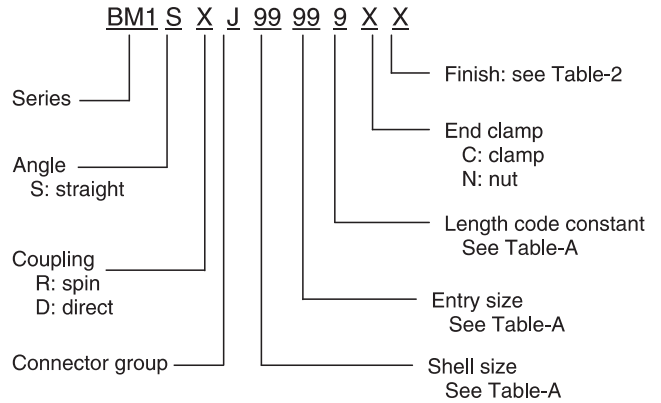 BM1 S X J 99 99 9 X X
Series
Angle
S: straight
Coupling
R: spin
D: direct
Connector group
Finish: see Table-2
End clamp
C: clamp
N: nut
Length code constant
See Table-A
Entry size
See Table-A
Shell size
See Table-A